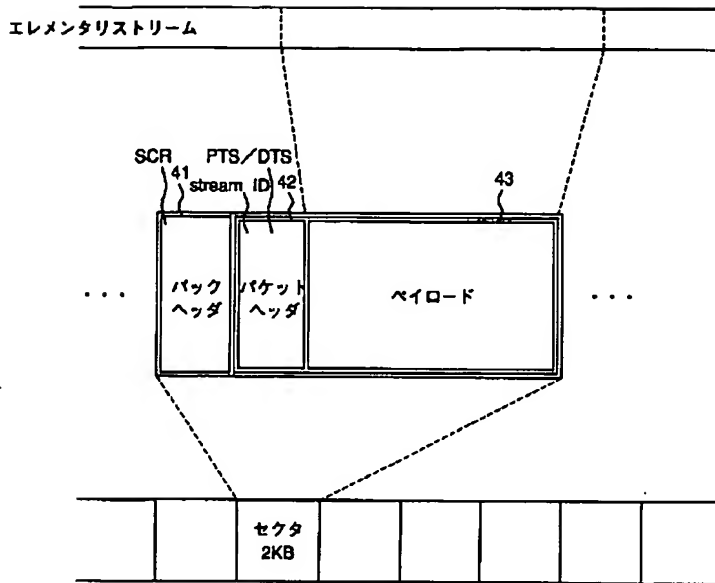 エレメンタリストリーム
SCR
PTS/DTS
41
stream ID
42
43
パック
ヘッダ
パケット
ヘッダ
ペイロード
・・・
・・・
セクタ
2KB